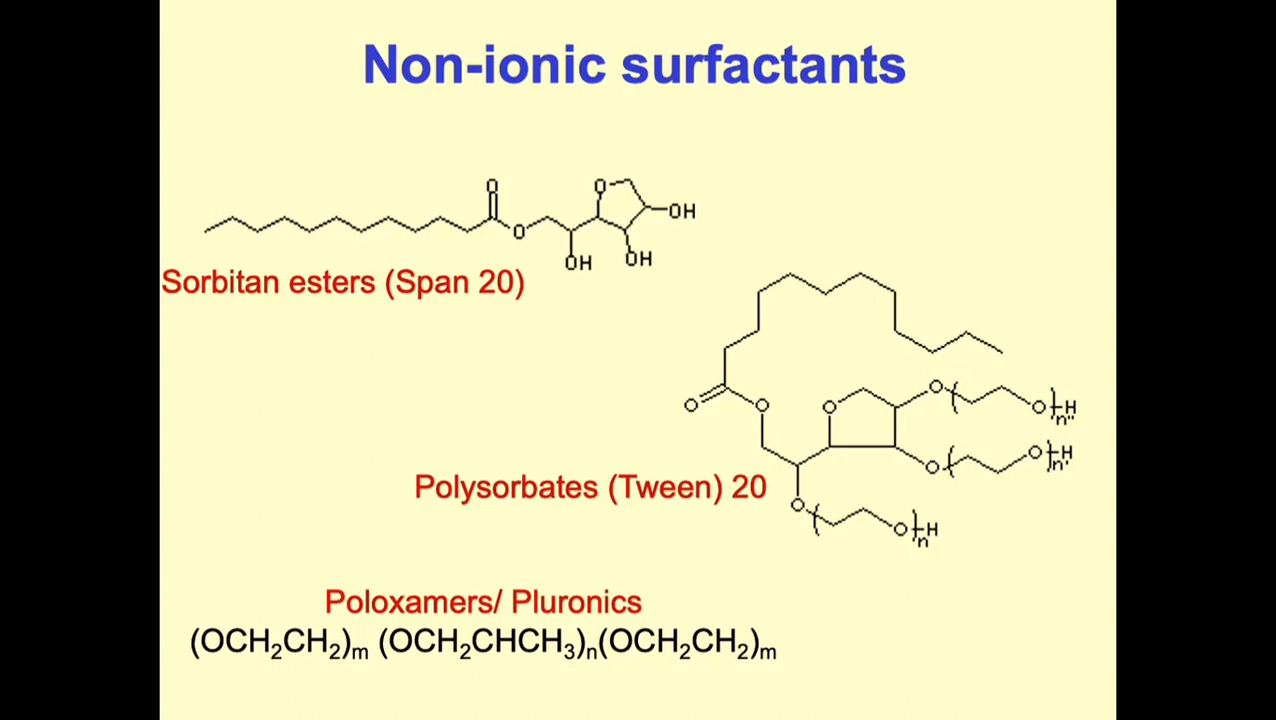 Non-ionic surfactants
O
O
OH
O
OH
OH
Sorbitan esters (Span 20)
O
O
O
O
O
H
n''
O
O
H
n'
Polysorbates (Tween) 20
O
O
H
n
Poloxamers/ Pluronics
(OCH₂CH₂)ₘ (OCH₂CHCH₃)ₙ(OCH₂CH₂)ₘ